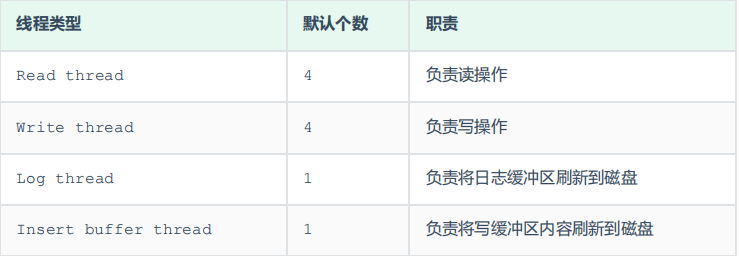 线程类型 默认个数 职责
Read thread 4 负责读操作
Write thread 4 负责写操作
Log thread 1 负责将日志缓冲区刷新到磁盘
Insert buffer thread 1 负责将写缓冲区内容刷新到磁盘